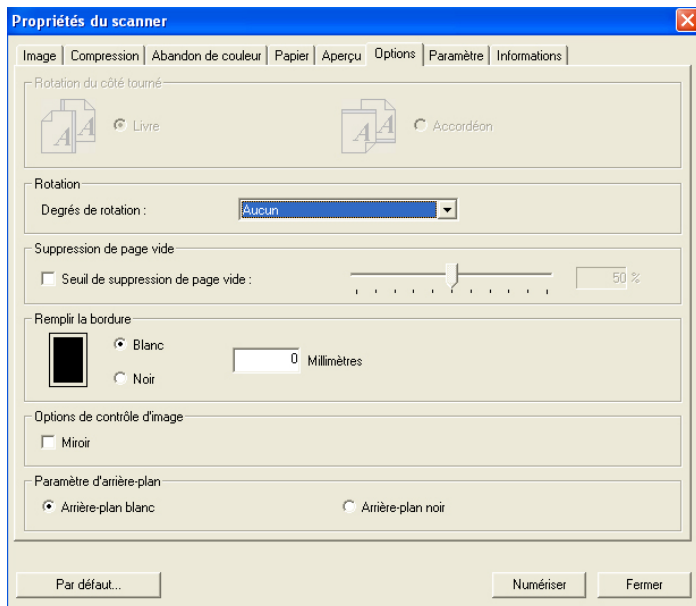 Propriétés du scanner
Image Compression Abandon de couleur Papier Aperçu Options Paramètre Informations
Rotation du côté tourné
A A Livre A A Accordéon
Rotation
Degrés de rotation : Aucun
Suppression de page vide
Seuil de suppression de page vide : 50 %
Remplir la bordure
Blanc
0 Millimètres
Noir
Options de contrôle d'image
Miroir
Paramètre d'arrière-plan
Arrière-plan blanc Arrière-plan noir
Par défaut... Numériser Fermer